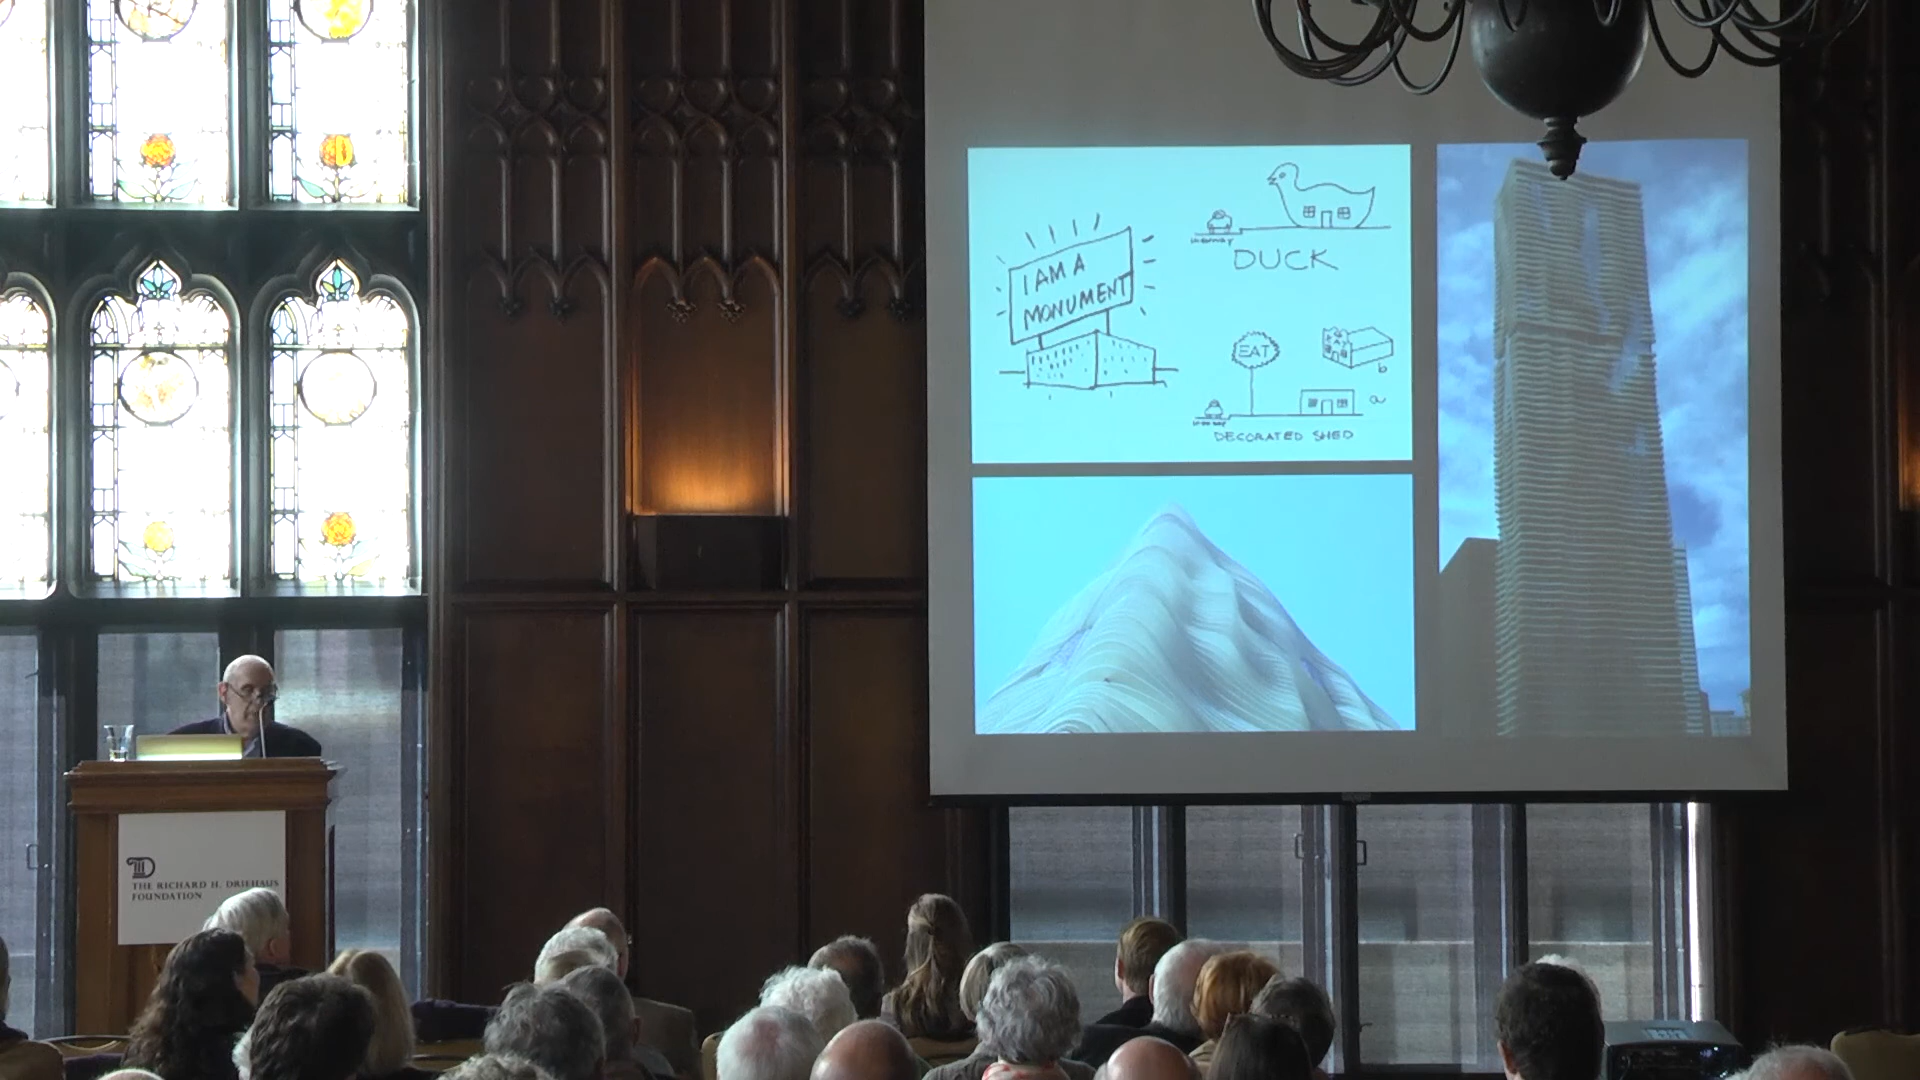 I AM A
MONUMENT
DUCK
EAT
b
a
DECORATED SHED
THE RICHARD H. DRIEHAUS
FOUNDATION